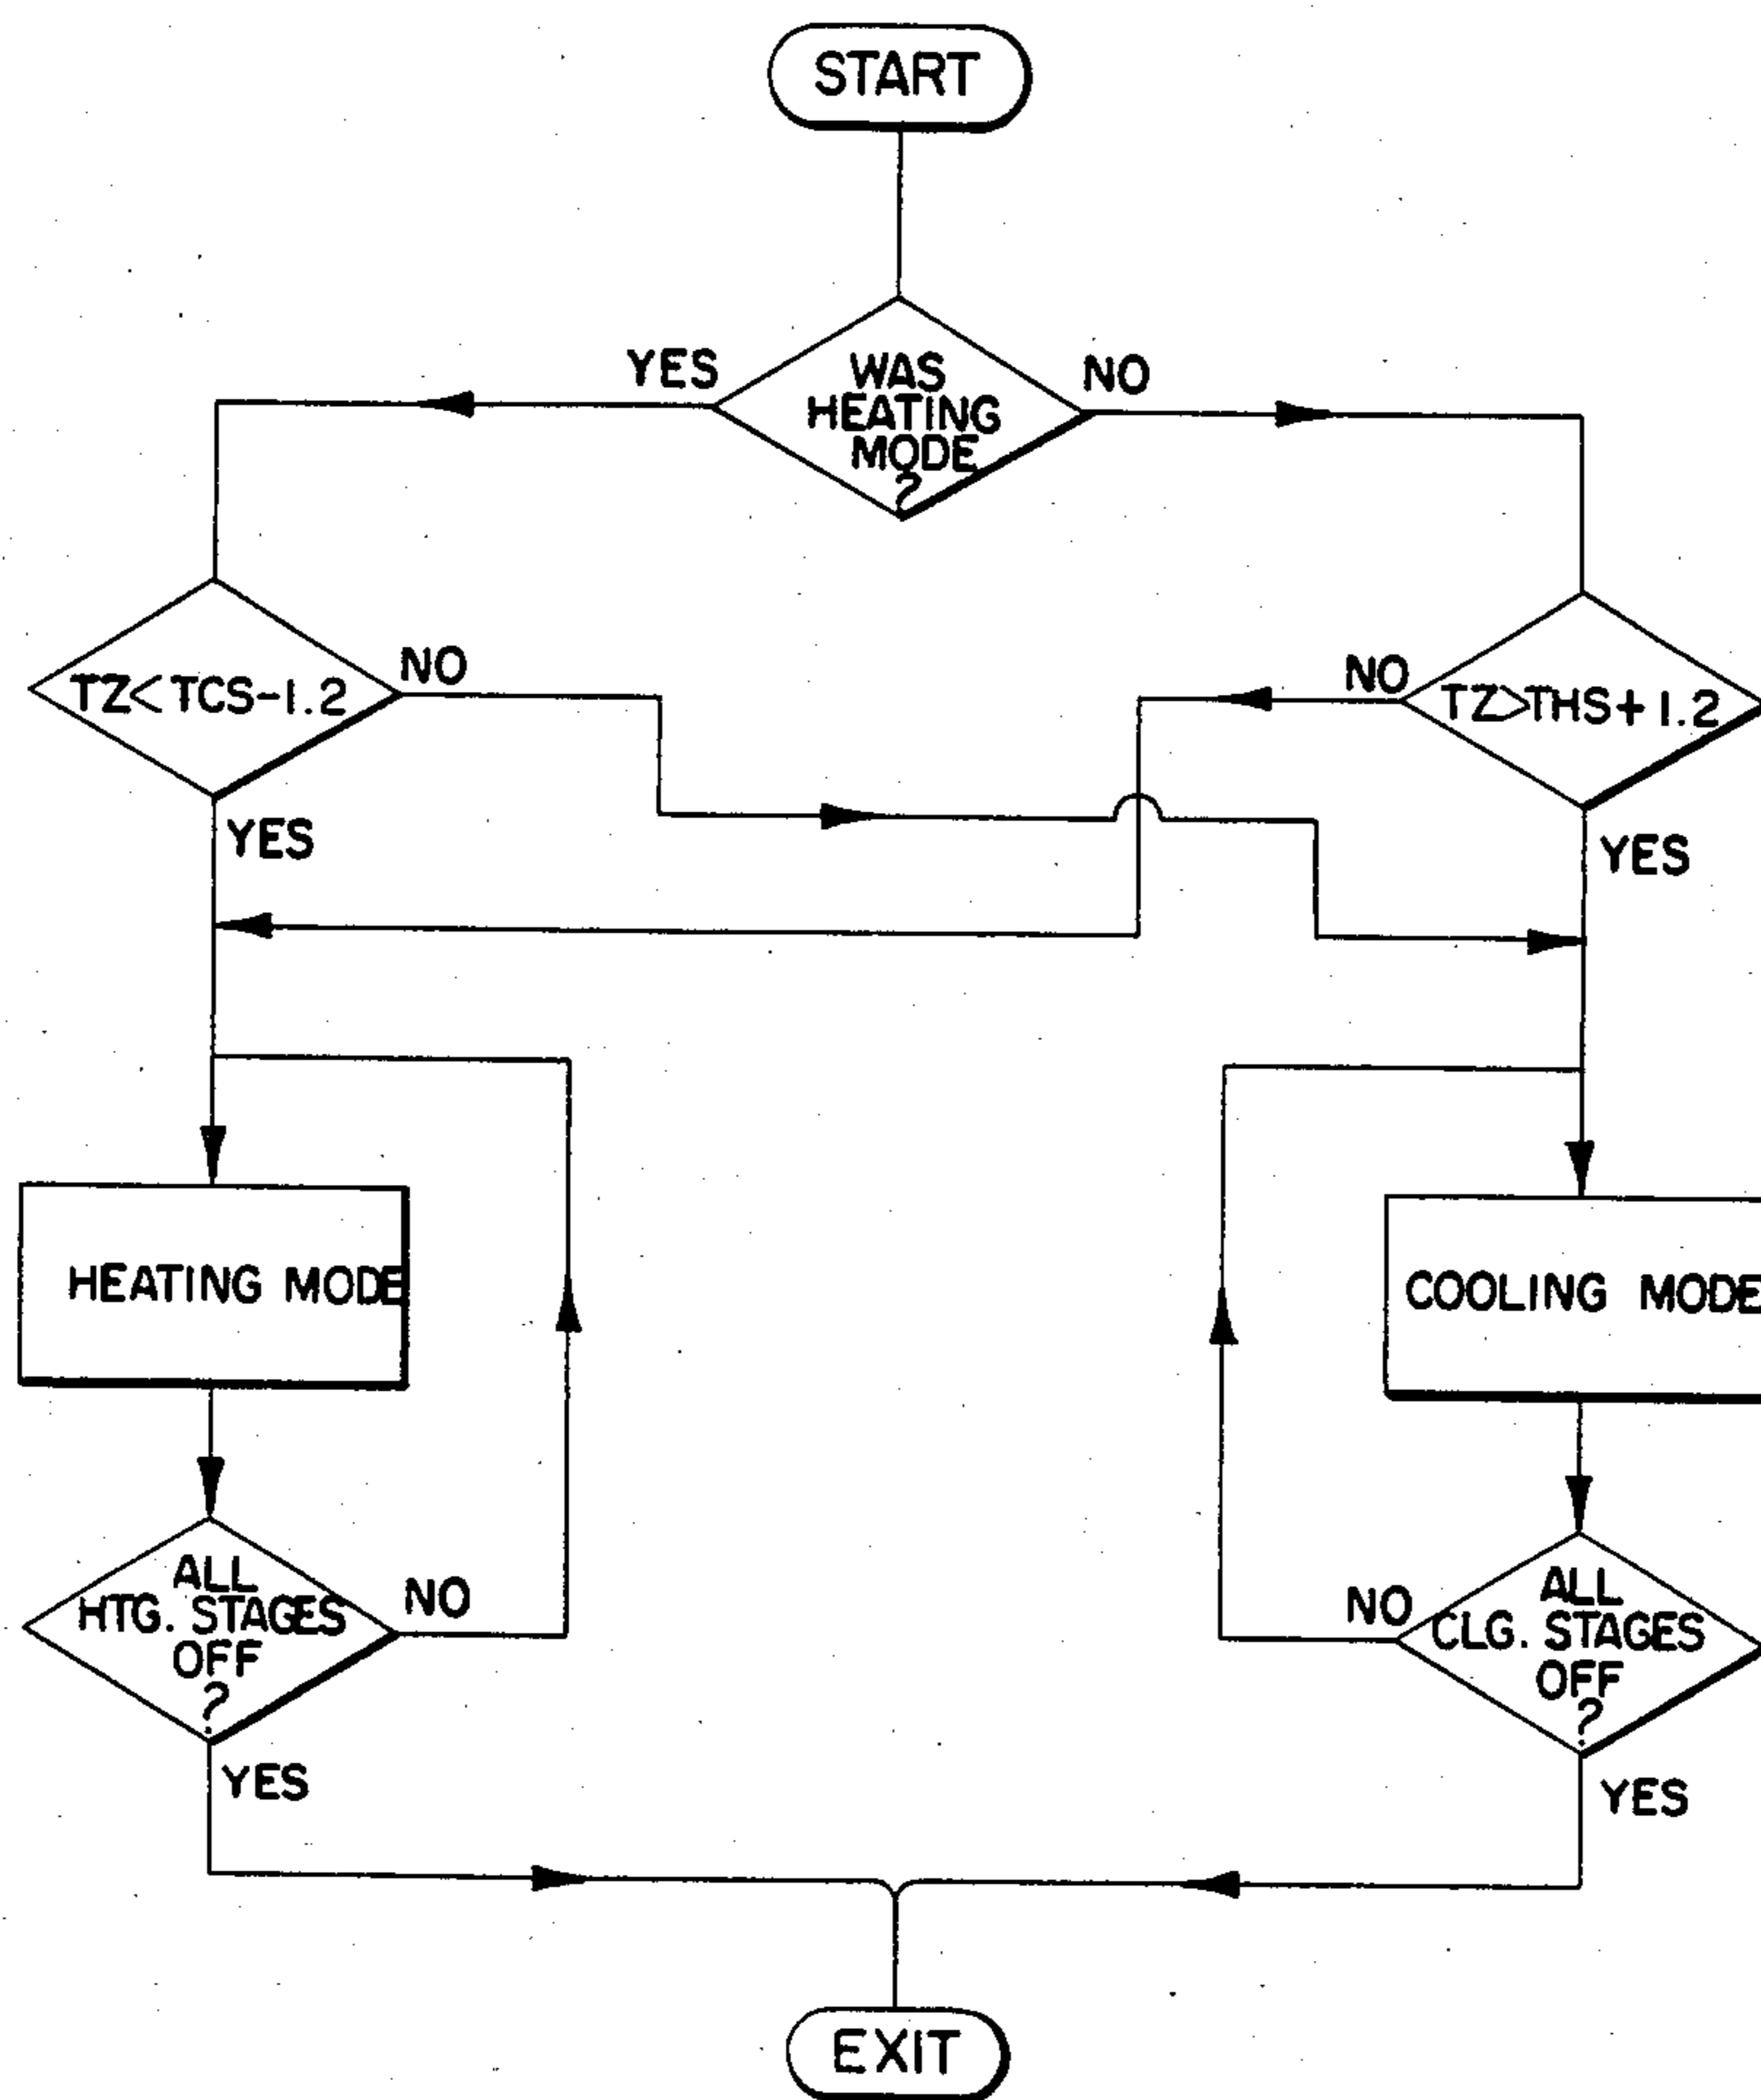 START
YES
WAS
HEATING
MODE
?
NO
TZ<TCS-1.2
NO
NO
TZ>THS+1.2
YES
YES
HEATING MODE
COOLING MODE
ALL
HTG. STAGES
OFF
?
NO
NO
ALL
CLG. STAGES
OFF
?
YES
YES
EXIT